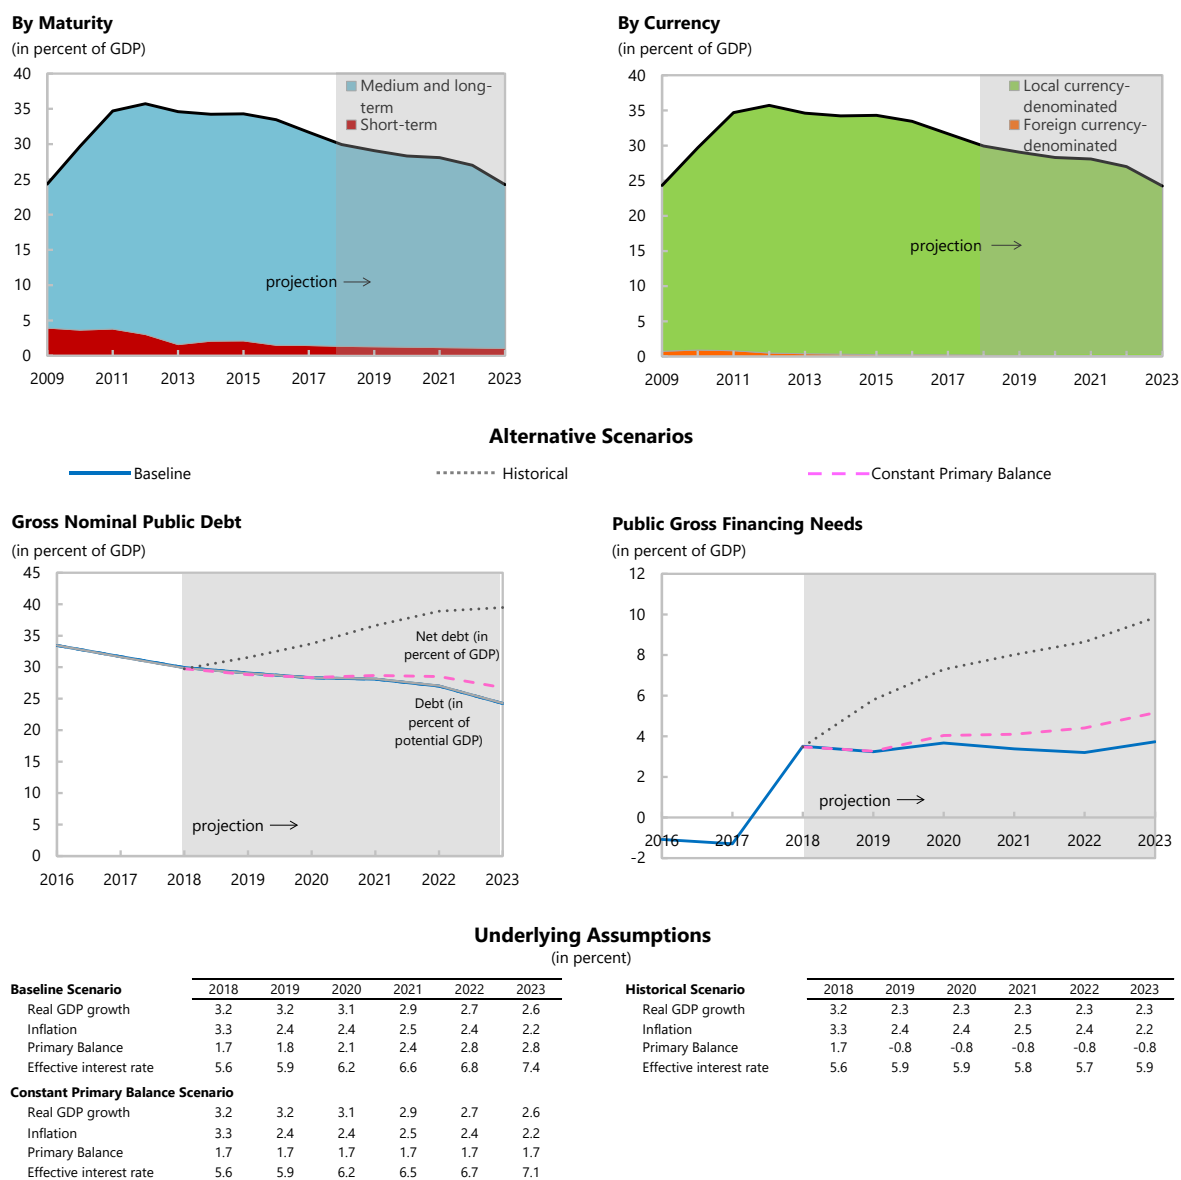 By Maturity
(in percent of GDP)
40
35
30
25
20
15
10
5
0
Medium and long-
term
Short-term
projection
2009 2011 2013 2015 2017 2019 2021 2023
By Currency
(in percent of GDP)
40
35
30
25
20
15
10
5
0
Local currency-
denominated
Foreign currency-
denominated
projection
2009 2011 2013 2015 2017 2019 2021 2023
Alternative Scenarios
Baseline Historical Constant Primary Balance
Gross Nominal Public Debt
(in percent of GDP)
45
40
35
30
25
20
15
10
5
0
Net debt (in
percent of GDP)
Debt (in
percent of
potential GDP)
projection
2016 2017 2018 2019 2020 2021 2022 2023
Public Gross Financing Needs
(in percent of GDP)
12
10
8
6
4
2
0
-2
projection
2016 2017 2018 2019 2020 2021 2022 2023
Underlying Assumptions
(in percent)
Baseline Scenario 2018 2019 2020 2021 2022 2023
Real GDP growth 3.2 3.2 3.1 2.9 2.7 2.6
Inflation 3.3 2.4 2.4 2.5 2.4 2.2
Primary Balance 1.7 1.8 2.1 2.4 2.8 2.8
Effective interest rate 5.6 5.9 6.2 6.6 6.8 7.4
Constant Primary Balance Scenario
Real GDP growth 3.2 3.2 3.1 2.9 2.7 2.6
Inflation 3.3 2.4 2.4 2.5 2.4 2.2
Primary Balance 1.7 1.7 1.7 1.7 1.7 1.7
Effective interest rate 5.6 5.9 6.2 6.5 6.7 7.1
Historical Scenario 2018 2019 2020 2021 2022 2023
Real GDP growth 3.2 2.3 2.3 2.3 2.3 2.3
Inflation 3.3 2.4 2.4 2.5 2.4 2.2
Primary Balance 1.7 -0.8 -0.8 -0.8 -0.8 -0.8
Effective interest rate 5.6 5.9 5.9 5.8 5.7 5.9